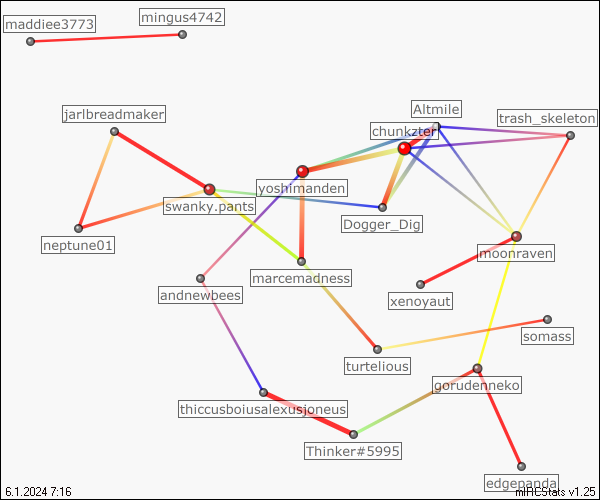 maddiee3773
mingus4742
jarlbreadmaker
Altmile
trash_skeleton
chunkzter
yoshimanden
swanky.pants
Dogger_Dig
neptune01
moonraven
marcemadness
andnewbees
xenoyaut
somass
turtelious
gorudenneko
thiccusboiusalexusjoneus
Thinker#5995
edgepanda
6.1.2024 7:16
mIRCStats v1.25